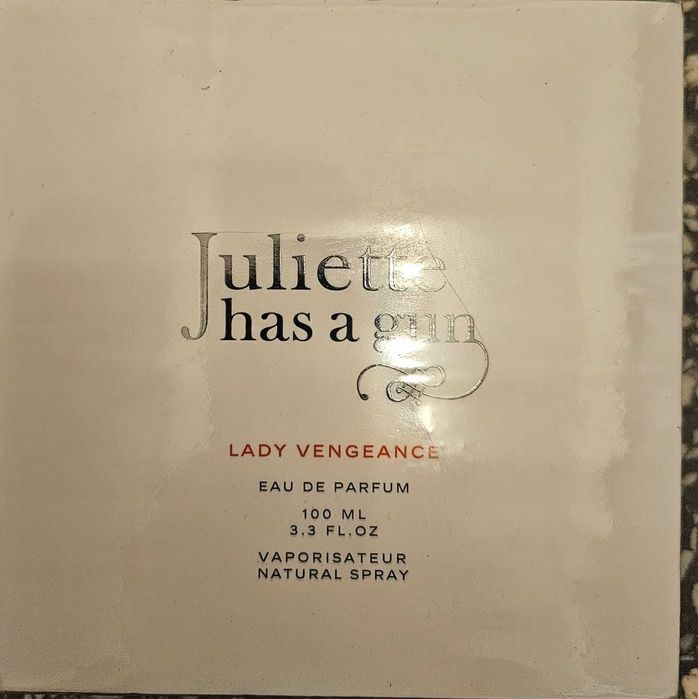 Juliette
has a gun
LADY VENGEANCE
EAU DE PARFUM
100 ML
3.3 FL.OZ
VAPORISATEUR
NATURAL SPRAY